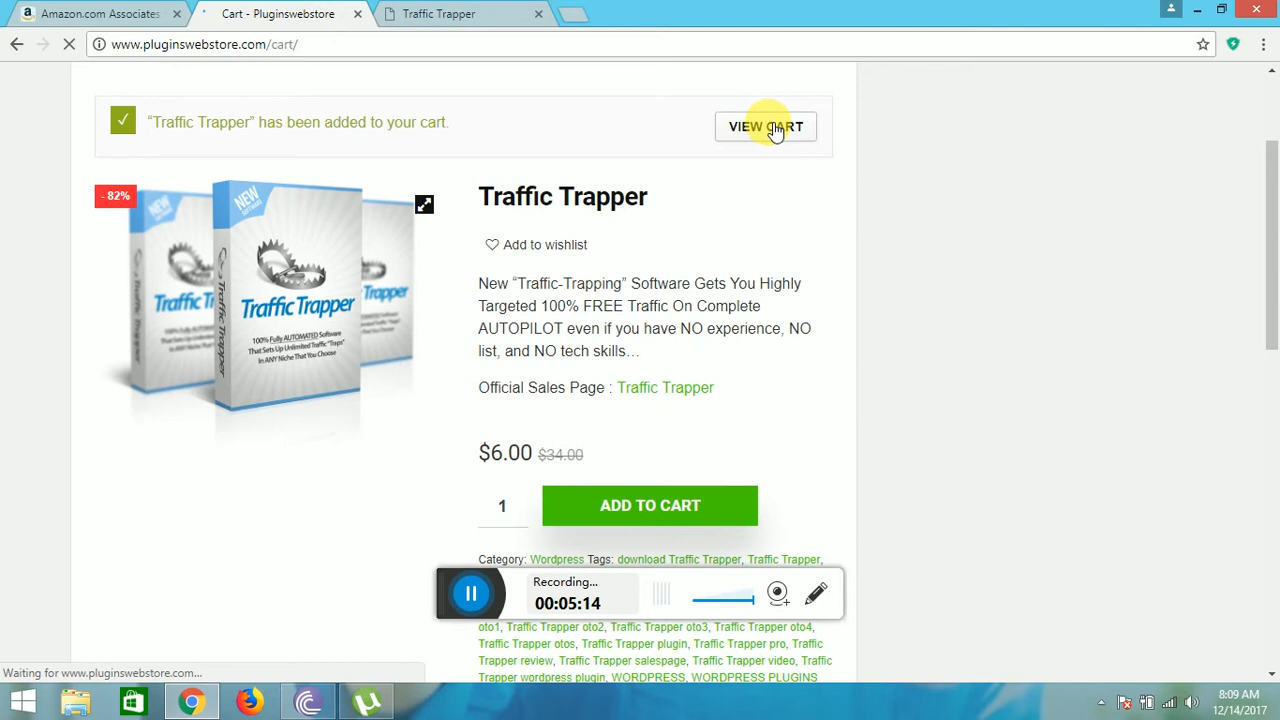 Amazon.com Associates
Cart - Pluginswebstore
Traffic Trapper
www.pluginswebstore.com/cart/
“Traffic Trapper” has been added to your cart.
VIEW CART
- 82%
NEW
SOFTWARE
Traffic Trapper
100% Fully AUTOMATED Software
That Sets Up Unlimited Traffic "Traps"
In ANY Niche That You Choose
Traffic Trapper
Add to wishlist
New “Traffic-Trapping” Software Gets You Highly
Targeted 100% FREE Traffic On Complete
AUTOPILOT even if you have NO experience, NO
list, and NO tech skills…
Official Sales Page : Traffic Trapper
$6.00 $34.00
1
ADD TO CART
Category: Wordpress Tags: download Traffic Trapper, Traffic Trapper,
Recording...
00:05:14
oto1, Traffic Trapper oto2, Traffic Trapper oto3, Traffic Trapper oto4,
Traffic Trapper otos, Traffic Trapper plugin, Traffic Trapper pro, Traffic
Trapper review, Traffic Trapper salespage, Traffic Trapper video, Traffic
Trapper wordpress plugin, WORDPRESS, WORDPRESS PLUGINS
Waiting for www.pluginswebstore.com...
8:09 AM
12/14/2017